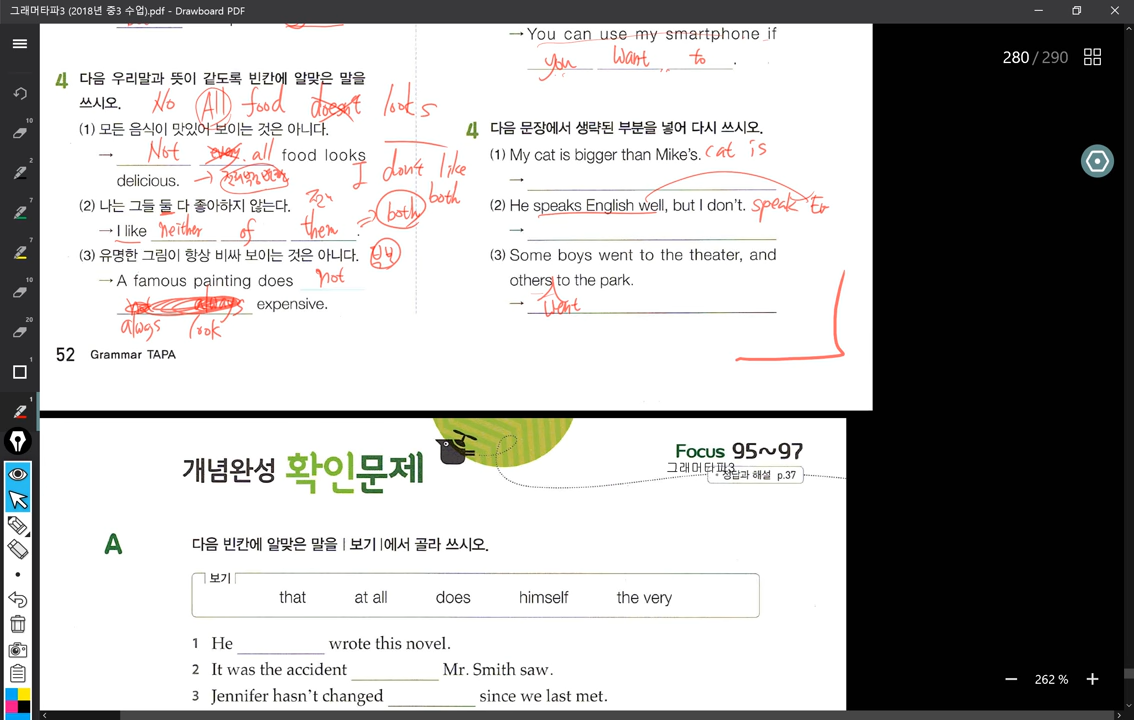 그래머타파3 (2018년 중3 수업).pdf - Drawboard PDF
280 / 290
4 다음 우리말과 뜻이 같도록 빈칸에 알맞은 말을
쓰시오. No All food doesn't looks
(1) 모든 음식이 맛있어 보이는 것은 아니다.
→ Not all food looks
delicious. →
I don't like both
(2) 나는 그들 둘 다 좋아하지 않는다.
→ I like neither of them. ⇒ both
(3) 유명한 그림이 항상 비싸 보이는 것은 아니다.
→ A famous painting does not
expensive.
always look
52 Grammar TAPA
→ You can use my smartphone if
you want to.
4 다음 문장에서 생략된 부분을 넣어 다시 쓰시오.
(1) My cat is bigger than Mike's. cat is
→
(2) He speaks English well, but I don't. speak
→
(3) Some boys went to the theater, and
others to the park.
→ went
개념완성 확인문제
Focus 95~97
그래머타파3
• 정답과 해설 p.37
A 다음 빈칸에 알맞은 말을 | 보기 |에서 골라 쓰시오.
보기
that at all does himself the very
1 He wrote this novel.
2 It was the accident Mr. Smith saw.
3 Jennifer hasn't changed since we last met.
262 %
10
2
7
7
10
20
1
1